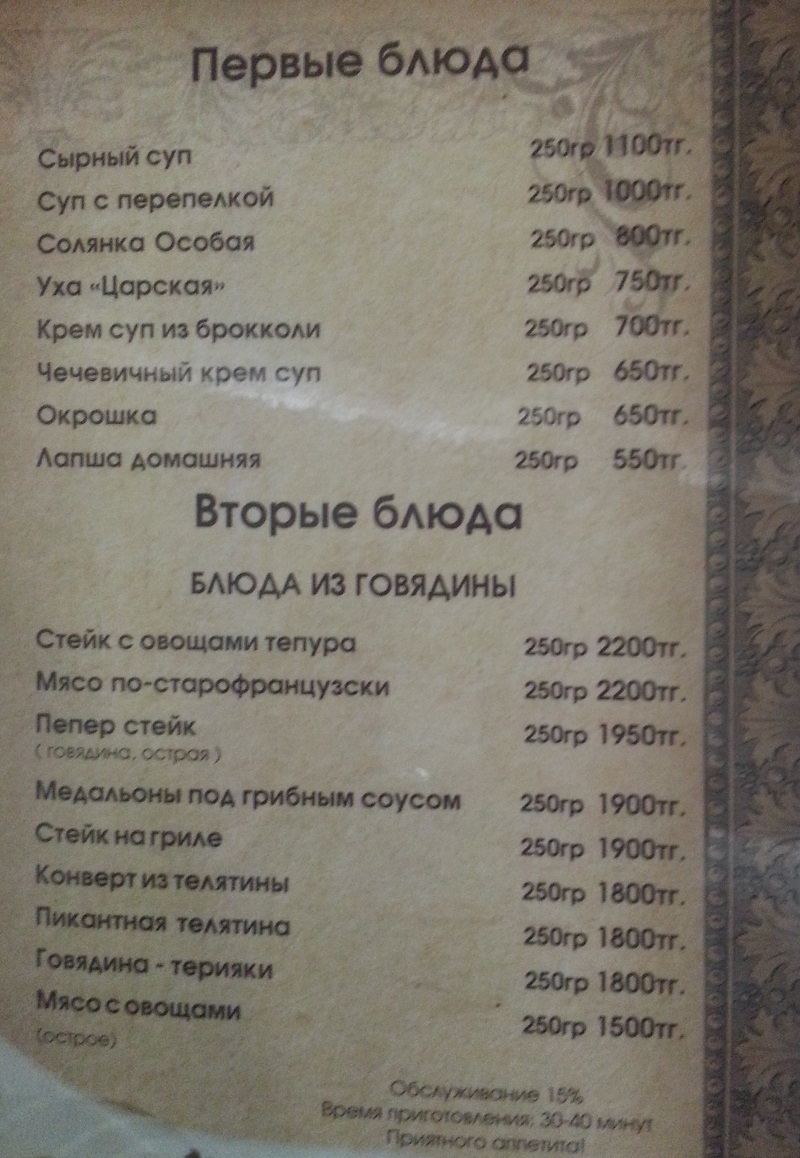 Первые блюда
Сырный суп 250гр 1100тг.
Суп с перепелкой 250гр 1000тг.
Солянка Особая 250гр 800тг.
Уха «Царская» 250гр 750тг.
Крем суп из брокколи 250гр 700тг.
Чечевичный крем суп 250гр 650тг.
Окрошка 250гр 650тг.
Лапша домашняя 250гр 550тг.
Вторые блюда
БЛЮДА ИЗ ГОВЯДИНЫ
Стейк с овощами тепура 250гр 2200тг.
Мясо по-старофранцузски 250гр 2200тг.
Пепер стейк 250гр 1950тг.
( говядина, острая )
Медальоны под грибным соусом 250гр 1900тг.
Стейк на гриле 250гр 1900тг.
Конверт из телятины 250гр 1800тг.
Пикантная телятина 250гр 1800тг.
Говядина - терияки 250гр 1800тг.
Мясо с овощами 250гр 1500тг.
(острое)
Обслуживание 15%
Время приготовления: 30-40 минут
Приятного аппетита!